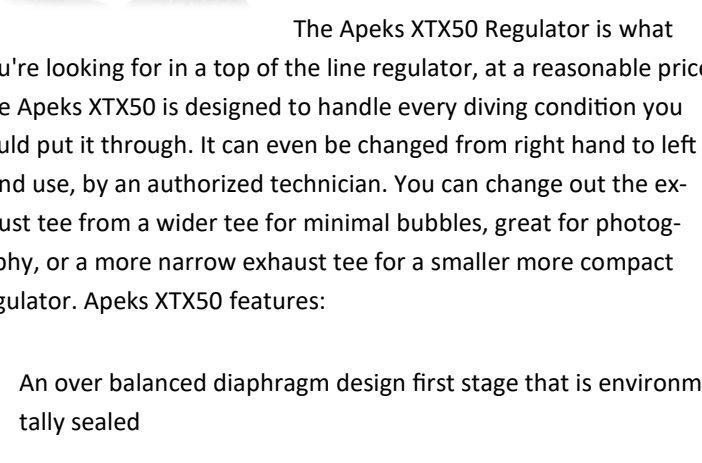 The Apeks XTX50 Regulator is what
u're looking for in a top of the line regulator, at a reasonable pric
e Apeks XTX50 is designed to handle every diving condition you
uld put it through. It can even be changed from right hand to left
nd use, by an authorized technician. You can change out the ex-
ust tee from a wider tee for minimal bubbles, great for photog-
phy, or a more narrow exhaust tee for a smaller more compact
gulator. Apeks XTX50 features:
An over balanced diaphragm design first stage that is environm
tally sealed